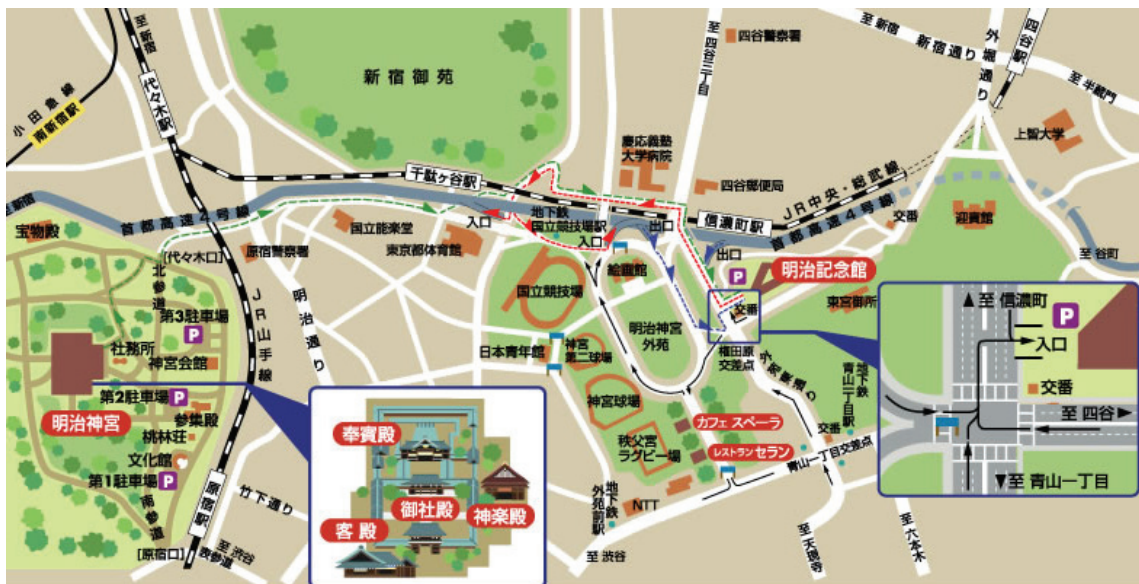 至新宿
小田急線
南新宿駅
代々木駅
新宿御苑
至四谷三丁目
四谷警察署
至新宿
新宿通り
外堀通り
四谷駅
至半蔵門
上智大学
慶応義塾
大学病院
千駄ヶ谷駅
四谷郵便局
信濃町駅
JR中央・総武線
首都高速4号線
交番
迎賓館
至谷町
至新宿
首都高速4号線
宝物殿
[代々木口]
原宿警察署
国立能楽堂
東京都体育館
入口
地下鉄
国立競技場駅
入口
出口
出口
P
明治記念館
絵画館
国立競技場
交番
東宮御所
北参道
JR山手線
明治通り
第3駐車場
P
社務所
神宮会館
明治神宮
第2駐車場
P
参集殿
桃林荘
文化館
第1駐車場
P
南参道
原宿駅
竹下通り
[原宿口]
表参道
至渋谷
奉賓殿
御社殿
神楽殿
客殿
日本青年館
神宮
第二球場
明治神宮
外苑
権田原
交差点
神宮球場
秩父宮
ラグビー場
カフェ スペーラ
レストラン セラン
青山一丁目交差点
交番
地下鉄
青山一丁目駅
地下鉄
外苑前駅
NTT
至渋谷
至天徳寺
至六本木
至信濃町
P
入口
交番
至四谷
至青山一丁目